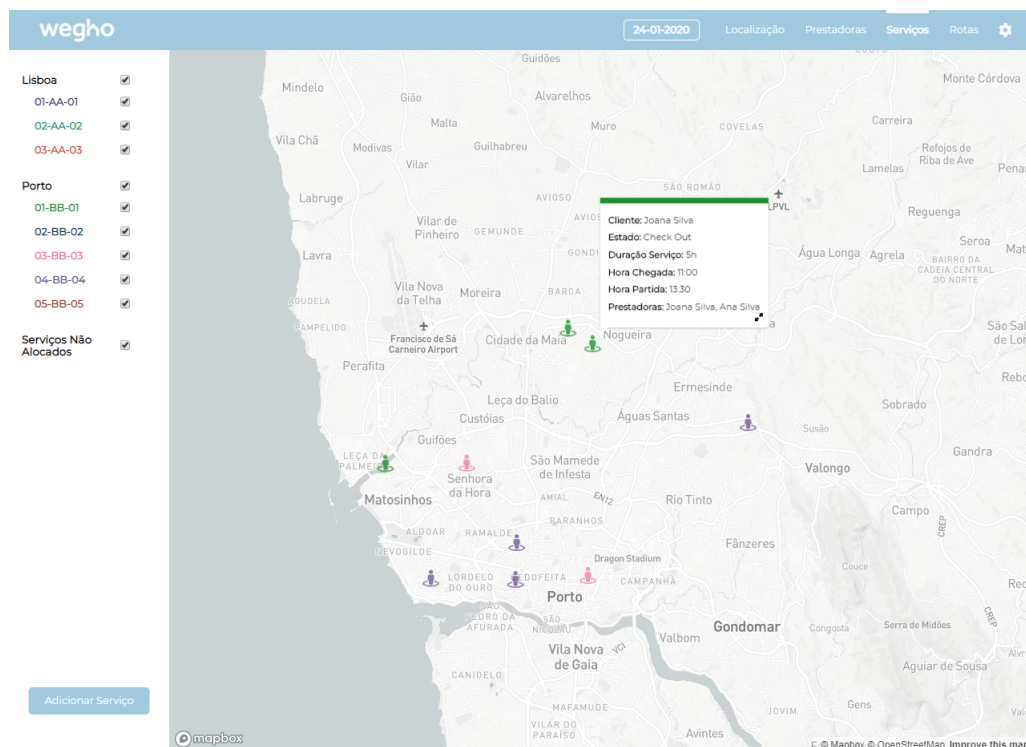 wegho
24-01-2020
Localização
Prestadoras
Serviços
Rotas
Lisboa
01-AA-01
02-AA-02
03-AA-03
Porto
01-BB-01
02-BB-02
03-BB-03
04-BB-04
05-BB-05
Serviços Não
Alocados
Adicionar Serviço
Guidões
Monte Córdova
Mindelo
Gião
Alvarelhos
Malta
Muro
COVELAS
Carreira
Vila Chã
Modivas
Guilhabreu
Refojos de
Riba de Ave
Vilar
Lamelas
SÃO ROMÃO
Labruge
AVIOSO
LPVL
Reguenga
Vilar de
Pinheiro
GEMUNDE
Cliente: Joana Silva
Estado: Check Out
Duração Serviço: 5h
Hora Chegada: 11:00
Hora Partida: 13:30
Prestadoras: Joana Silva, Ana Silva
Seroa
Lavra
Água Longa
Agrela
BAIRRO DA
CADEIA CENTRAL
DO NORTE
Vila Nova
da Telha
Moreira
BARCA
PAMPELIDO
Francisco de Sá
Carneiro Airport
Cidade da Maia
Nogueira
Perafita
Ermesinde
Leça do Balio
Custóias
Águas Santas
Sobrado
Susão
Guifões
Gandra
São Mamede
de Infesta
Valongo
Senhora
da Hora
Matosinhos
AMIAL
EN12
Rio Tinto
Campo
PARANHOS
CREP
ALDOAR
RAMALDE
NEVOGILDE
Fânzeres
Dragon Stadium
Couce
LORDELO
DO OURO
CAMPANHÃ
Porto
CREP
AFURADA
Gondomar
Congosta
Serra de Midões
Valbom
VCI
Vila Nova
de Gaia
Aguiar de Sousa
CANIDELO
MAFAMUDE
JOVIM
Gens
VILAR DO
PARAÍSO
Avintes
mapbox
© Mapbox © OpenStreetMap Improve this map